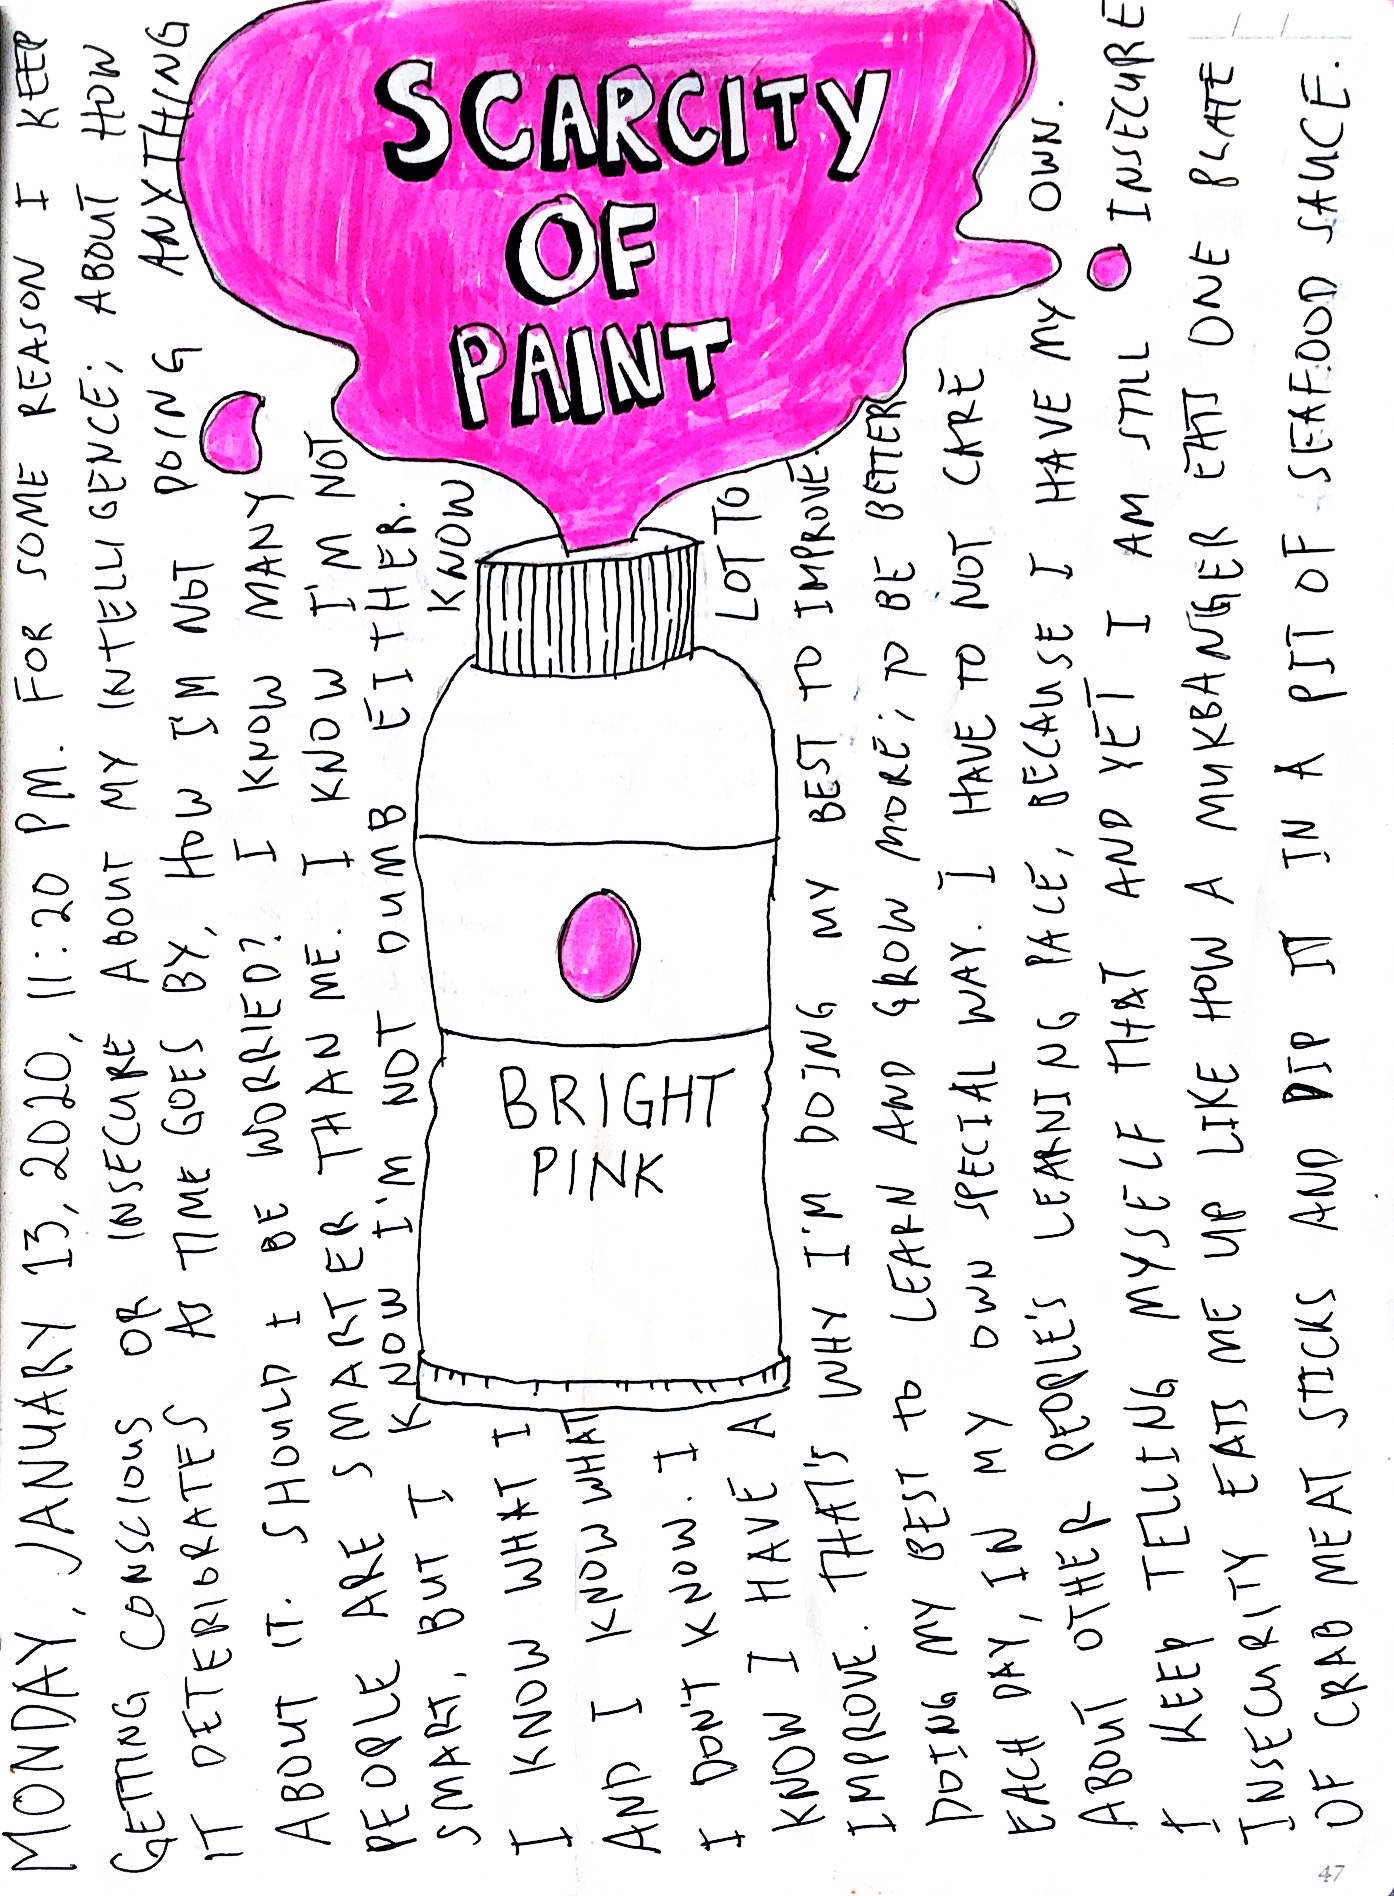 SCARCITY
OF
PAINT
MONDAY, JANUARY 13, 2020, 11:20 PM. FOR SOME REASON I KEEP
GETTING CONSCIOUS OR INSECURE ABOUT MY INTELLIGENCE; ABOUT HOW
IT DETERIORATES AS TIME GOES BY, HOW I'M NOT DOING ANYTHING
ABOUT IT. SHOULD I BE WORRIED? I KNOW MANY
PEOPLE ARE SMARTER THAN ME. I KNOW I'M NOT
SMART, BUT I KNOW I'M NOT DUMB EITHER.
I KNOW WHAT I KNOW
AND I KNOW WHAT
I DON'T KNOW. I
KNOW I HAVE A LOT TO
IMPROVE. THAT'S WHY I'M DOING MY BEST TO IMPROVE.
DOING MY BEST TO LEARN AND GROW MORE; TO BE BETTER
EACH DAY, IN MY OWN SPECIAL WAY. I HAVE TO NOT CARE
ABOUT OTHER PEOPLE'S LEARNING PACE, BECAUSE I HAVE MY OWN.
I KEEP TELLING MYSELF THAT AND YET I AM STILL INSECURE
INSECURITY EATS ME UP LIKE HOW A MUKBANGER EATS ONE PLATE
OF CRAB MEAT STICKS AND DIP IT IN A PIT OF SEAFOOD SAUCE.
BRIGHT
PINK
47